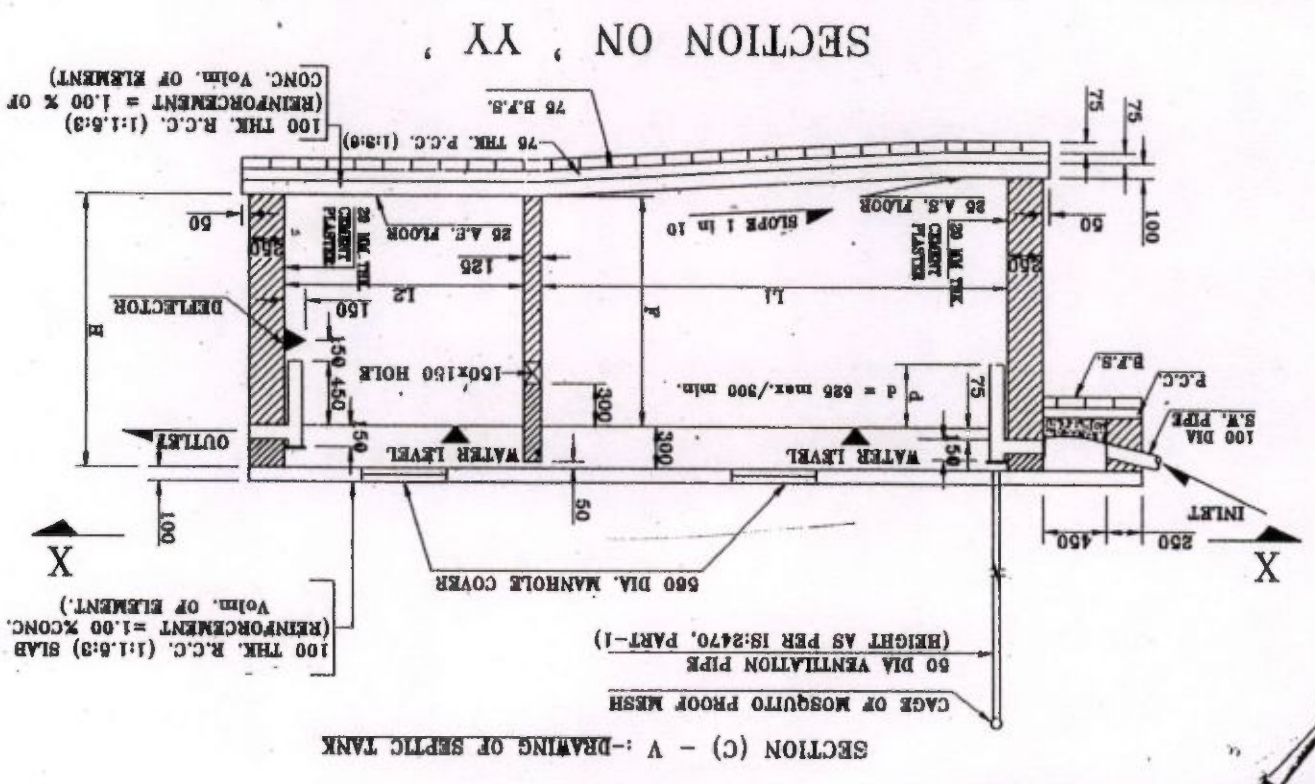 SECTION (C) - V :-DRAWING OF SEPTIC TANK
CAGE OF MOSQUITO PROOF MESH
50 DIA VENTILATION PIPE
(HEIGHT AS PER IS:2470, PART-1)
100 THK. R.C.C. (1:1.5:3) SLAB
(REINFORCEMENT =1.00 %CONC.
Volm. OF ELEMENT.)
560 DIA. MANHOLE COVER
X
X
250
450
INLET
50
100
100 DIA
S.W. PIPE
P.C.C.
B.F.S.
150
75
WATER LEVEL
300
WATER LEVEL
150
OUTLET
d
d = 525 max./300 min.
300
150x150 HOLE
450
150
DEFLECTOR
150
L1
F
L2
H
125
20 MM. THK.
CEMENT
PLASTER
20 MM. THK.
CEMENT
PLASTER
250
250
SLOPE 1 in 10
25 A.S. FLOOR
25 A.E. FLOOR
50
50
100
75
75
75 THK. P.C.C. (1:3:6)
75 B.F.S.
100 THK. R.C.C. (1:1.5:3)
(REINFORCEMENT = 1.00 % OF
CONC. Volm. OF ELEMENT)
SECTION ON ' YY '